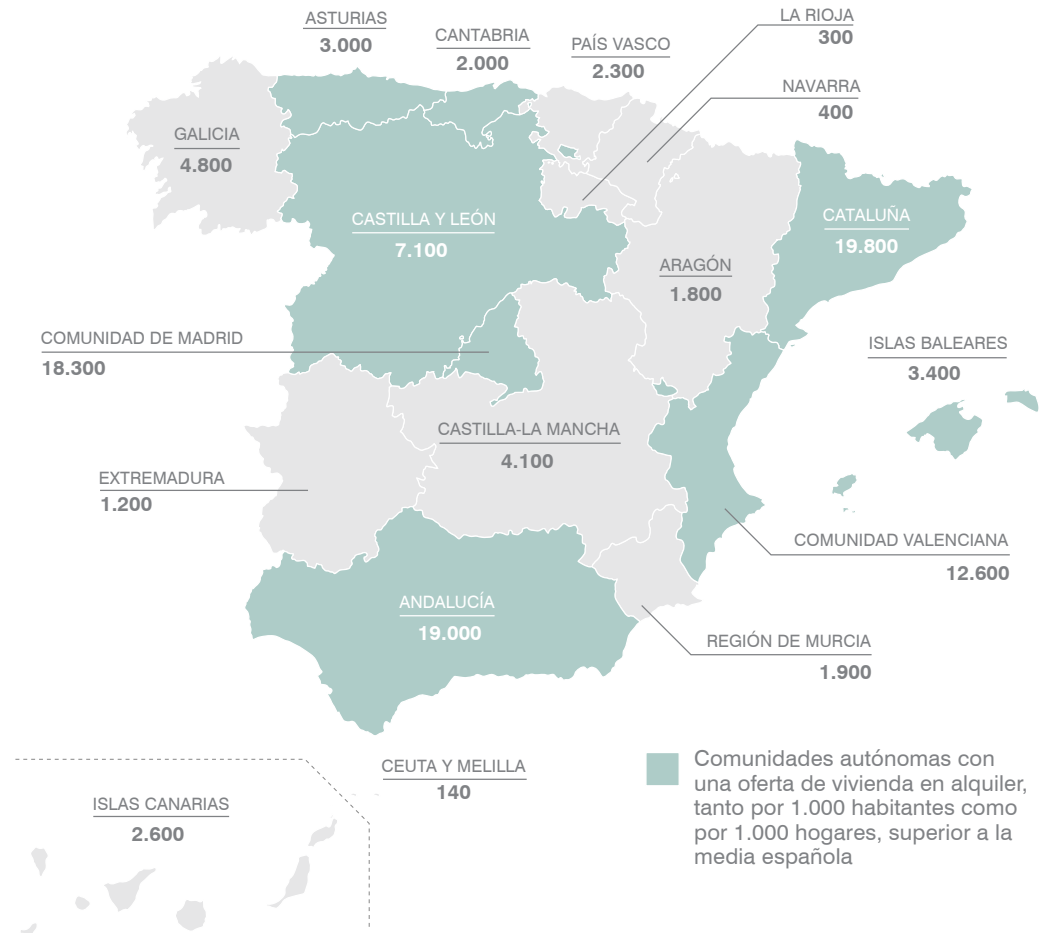 ASTURIAS
3.000
CANTABRIA
2.000
PAÍS VASCO
2.300
LA RIOJA
300
NAVARRA
400
GALICIA
4.800
CASTILLA Y LEÓN
7.100
CATALUÑA
19.800
ARAGÓN
1.800
COMUNIDAD DE MADRID
18.300
ISLAS BALEARES
3.400
CASTILLA-LA MANCHA
4.100
EXTREMADURA
1.200
COMUNIDAD VALENCIANA
12.600
ANDALUCÍA
19.000
REGIÓN DE MURCIA
1.900
CEUTA Y MELILLA
140
ISLAS CANARIAS
2.600
Comunidades autónomas con
una oferta de vivienda en alquiler,
tanto por 1.000 habitantes como
por 1.000 hogares, superior a la
media española